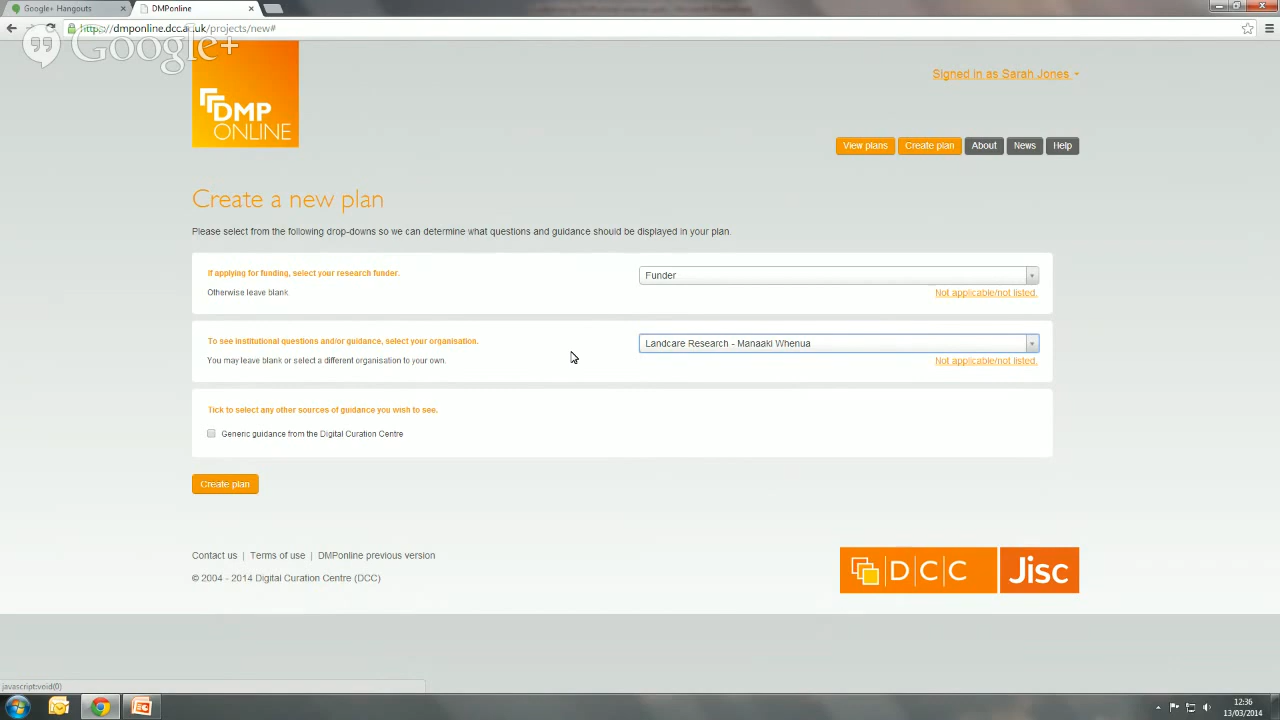 Google+ Hangouts
DMPonline
http://dmponline.dcc.ac.uk/projects/new#
Google+
DMP
ONLINE
Signed in as Sarah Jones
View plans
Create plan
About
News
Help
Create a new plan
Please select from the following drop-downs so we can determine what questions and guidance should be displayed in your plan.
If applying for funding, select your research funder.
Funder
Otherwise leave blank.
Not applicable/not listed.
To see institutional questions and/or guidance, select your organisation.
Landcare Research - Manaaki Whenua
You may leave blank or select a different organisation to your own.
Not applicable/not listed.
Tick to select any other sources of guidance you wish to see.
Generic guidance from the Digital Curation Centre
Create plan
Contact us | Terms of use | DMPonline previous version
© 2004 - 2014 Digital Curation Centre (DCC)
DCC
Jisc
javascript:void(0)
12:36
13/03/2014